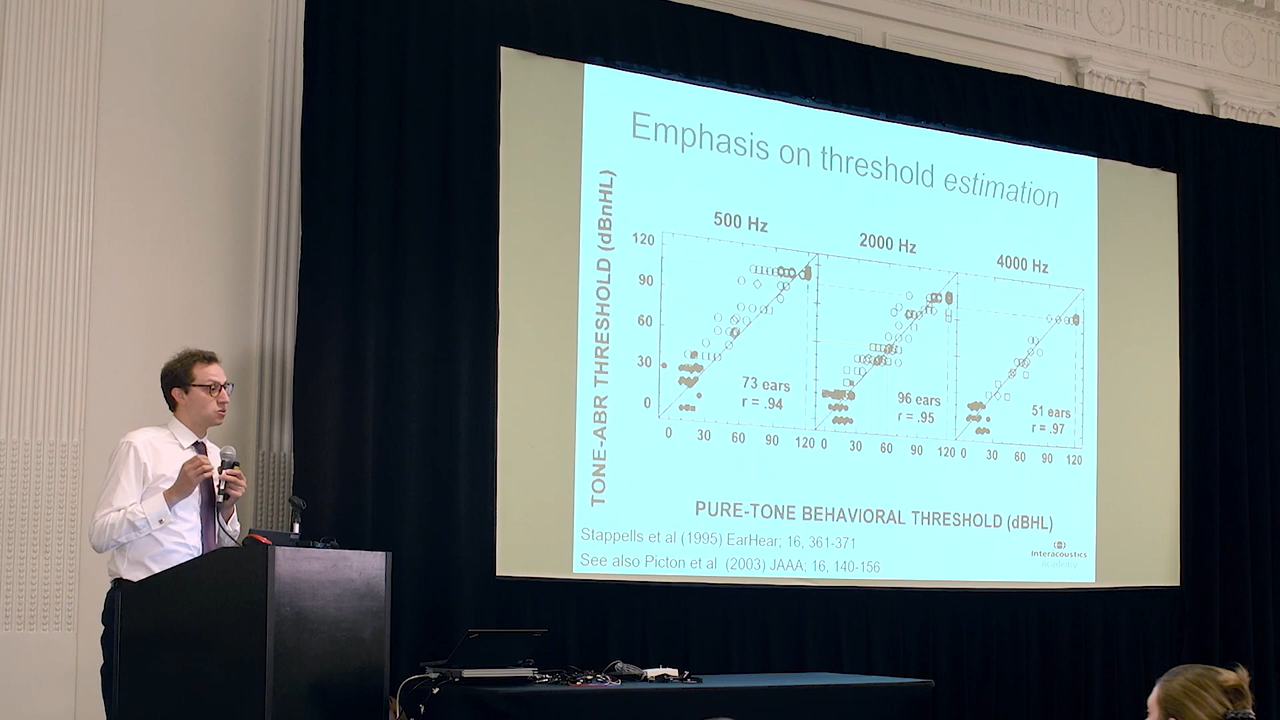 Emphasis on threshold estimation
TONE-ABR THRESHOLD (dBnHL)
500 Hz
2000 Hz
4000 Hz
120
90
60
30
0
73 ears
r = .94
96 ears
r = .95
51 ears
r = .97
0 30 60 90 120 0 30 60 90 120 0 30 60 90 120
PURE-TONE BEHAVIORAL THRESHOLD (dBHL)
Stappells et al (1995) EarHear; 16, 361-371
See also Picton et al (2003) JAAA; 16, 140-156
Interacoustics
Academy